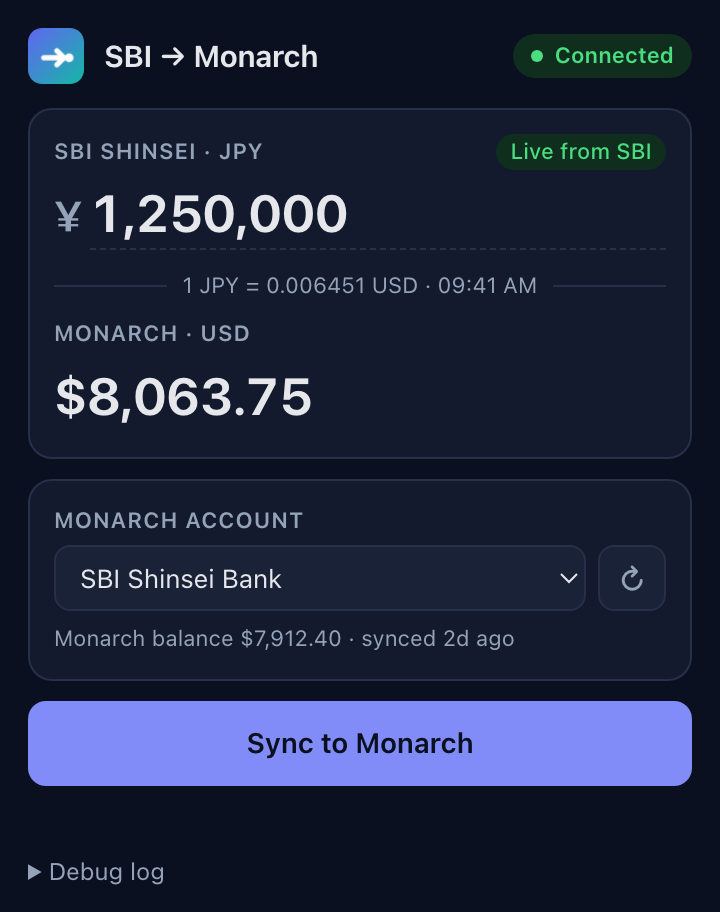 SBI → Monarch
Connected
SBI SHINSEI · JPY
Live from SBI
¥ 1,250,000
1 JPY = 0.006451 USD · 09:41 AM
MONARCH · USD
$8,063.75
MONARCH ACCOUNT
SBI Shinsei Bank
Monarch balance $7,912.40 · synced 2d ago
Sync to Monarch
Debug log